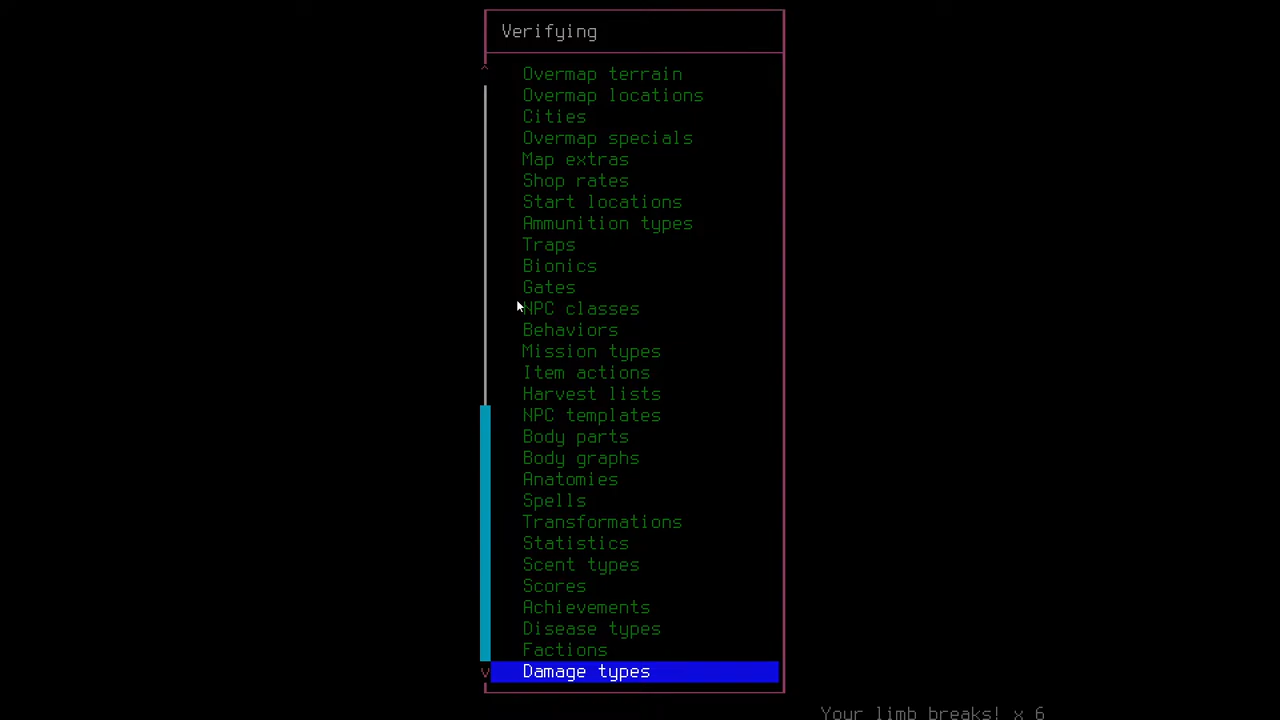 Verifying
Overmap terrain
Overmap locations
Cities
Overmap specials
Map extras
Shop rates
Start locations
Ammunition types
Traps
Bionics
Gates
NPC classes
Behaviors
Mission types
Item actions
Harvest lists
NPC templates
Body parts
Body graphs
Anatomies
Spells
Transformations
Statistics
Scent types
Scores
Achievements
Disease types
Factions
Damage types
Your limb breaks! x 6